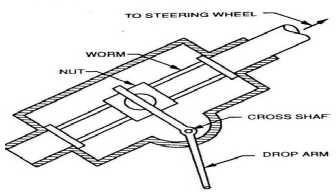 TO STEERING WHEEL
WORM
NUT
CROSS SHAF
DROP ARM